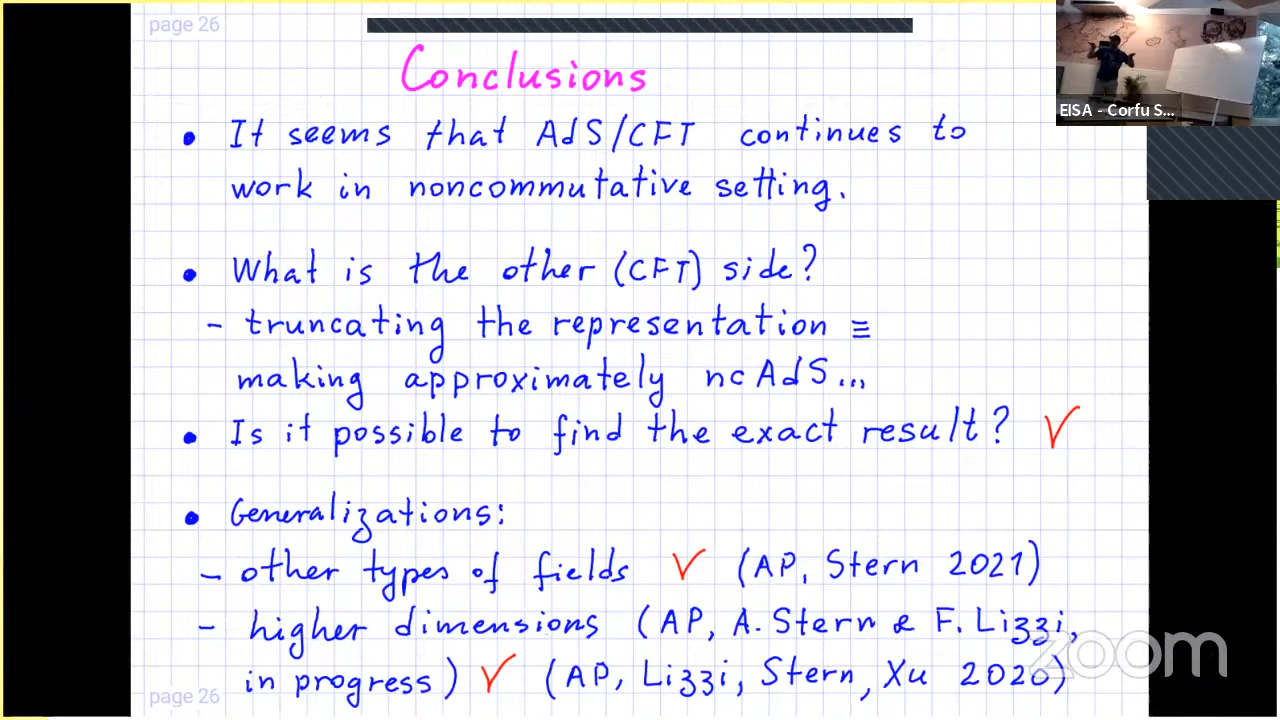 page 26
Conclusions
EISA - Corfu S...
• It seems that AdS/CFT continues to
work in noncommutative setting.
• What is the other (CFT) side?
- truncating the representation ≡
making approximately ncAdS...
• Is it possible to find the exact result? √
• Generalizations:
- other types of fields √ (AP, Stern 2021)
- higher dimensions (AP, A. Stern & F. Lizzi,
in progress) √ (AP, Lizzi, Stern, Xu 2020)
zoom
page 26